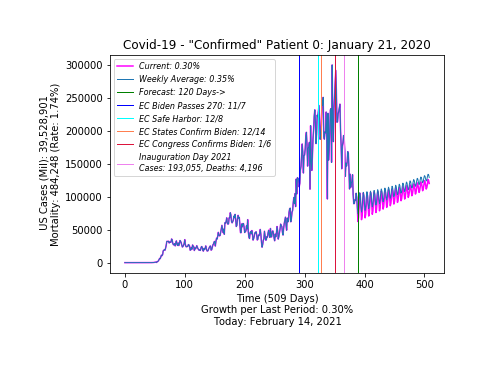 Covid-19 - "Confirmed" Patient 0: January 21, 2020
US Cases (Mil): 39,528,901
Mortality: 484,248 (Rate: 1.74%)
300000
250000
200000
150000
100000
50000
0
Current: 0.30%
Weekly Average: 0.35%
Forecast: 120 Days->
EC Biden Passes 270: 11/7
EC Safe Harbor: 12/8
EC States Confirm Biden: 12/14
EC Congress Confirms Biden: 1/6
Inauguration Day 2021
Cases: 193,055, Deaths: 4,196
0 100 200 300 400 500
Time (509 Days)
Growth per Last Period: 0.30%
Today: February 14, 2021